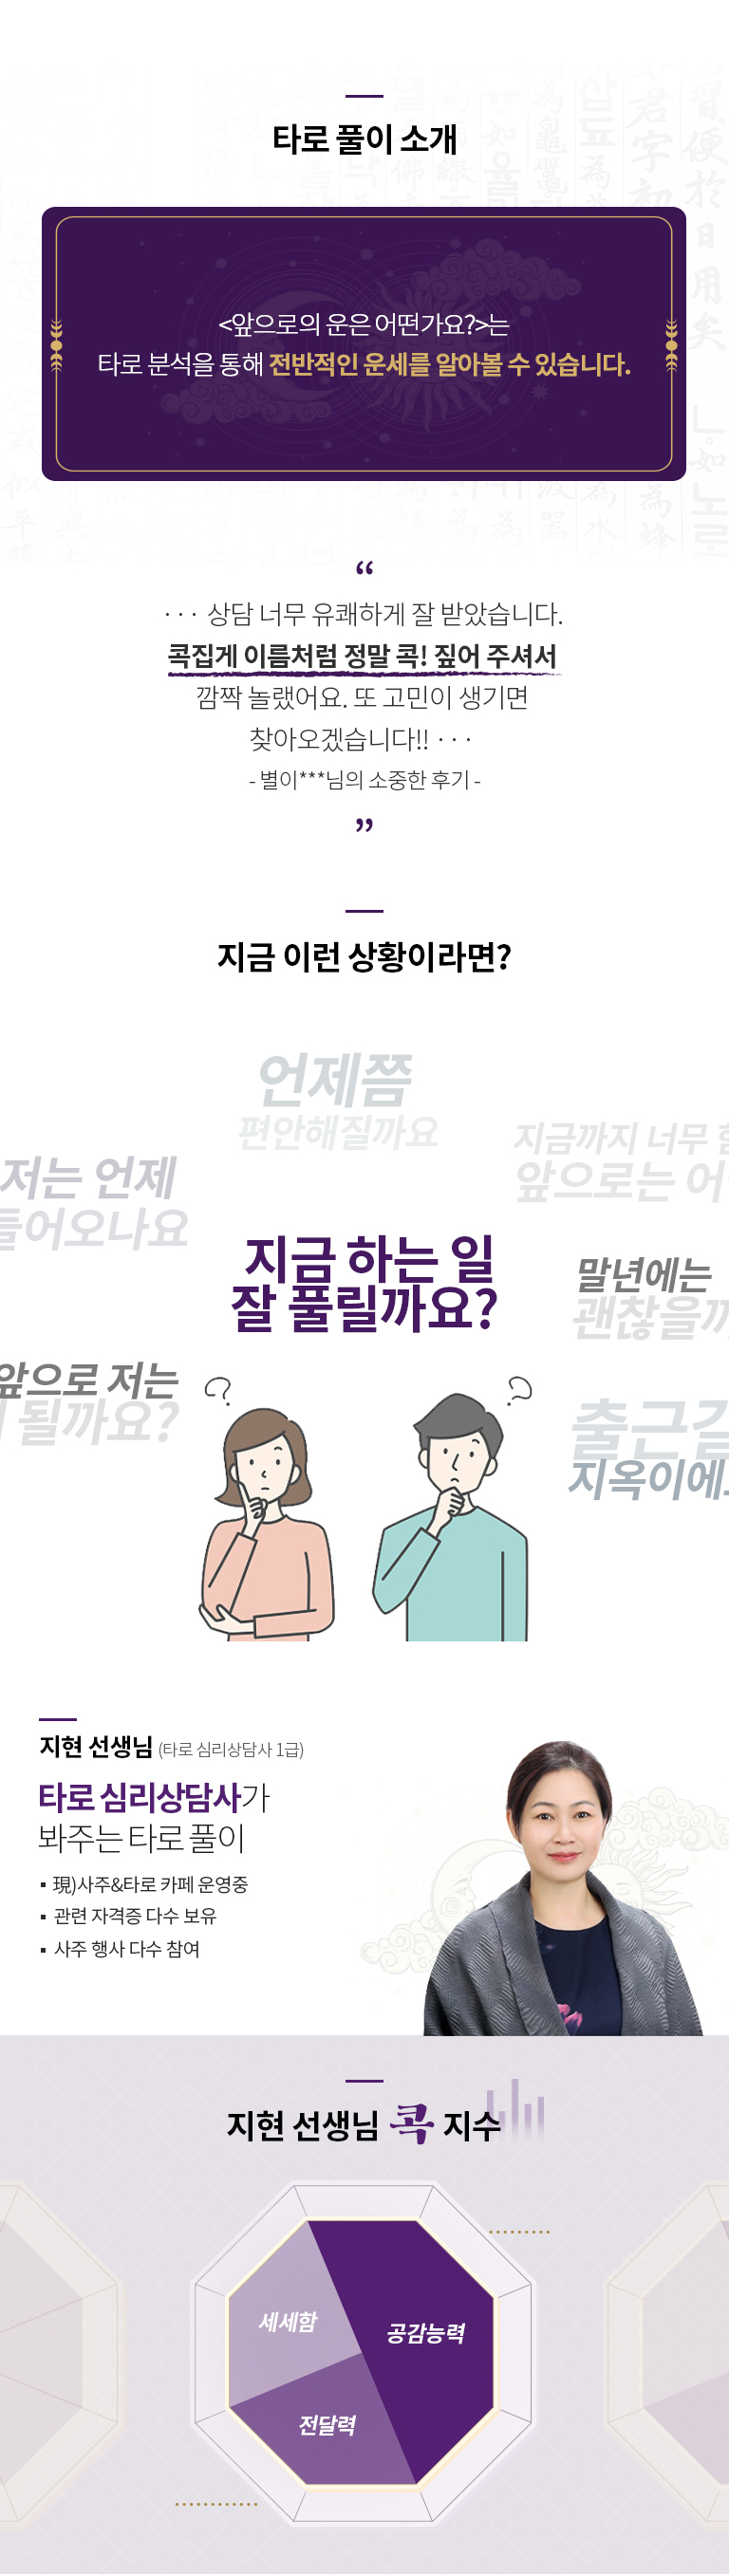 타로 풀이 소개
<앞으로의 운은 어떤가요?>는
타로 분석을 통해 전반적인 운세를 알아볼 수 있습니다.
“
··· 상담 너무 유쾌하게 잘 받았습니다.
콕집게 이름처럼 정말 콕! 짚어 주셔서
깜짝 놀랬어요. 또 고민이 생기면
찾아오겠습니다!! ···
- 별이***님의 소중한 후기 -
”
지금 이런 상황이라면?
언제쯤
편안해질까요
지금까지 너무
앞으로는
저는 언제
들어오나요
지금 하는 일
잘 풀릴까요?
말년에는
괜찮을까
앞으로 저는
될까요?
출근길
지옥이에요
지현 선생님 (타로 심리상담사 1급)
타로 심리상담사가
봐주는 타로 풀이
▪ 現)사주&타로 카페 운영중
▪ 관련 자격증 다수 보유
▪ 사주 행사 다수 참여
지현 선생님 콕 지수
세세함
공감능력
전달력